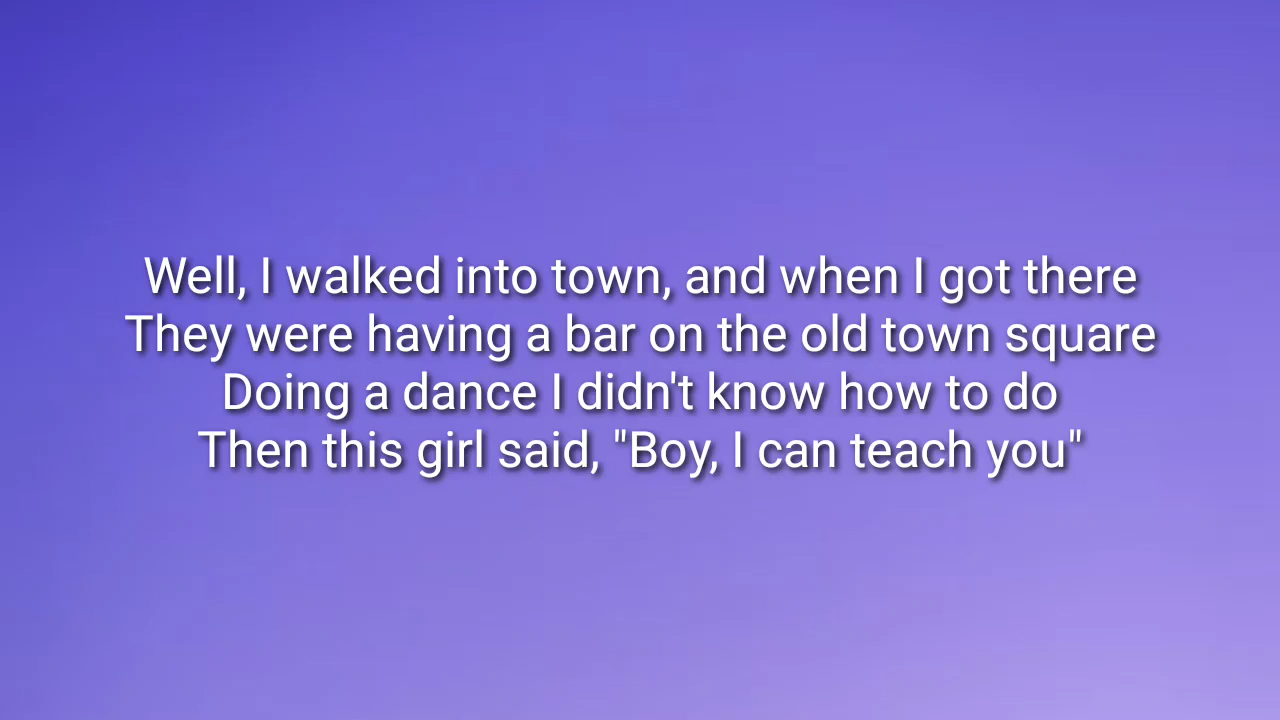 Well, I walked into town, and when I got there
They were having a bar on the old town square
Doing a dance I didn't know how to do
Then this girl said, "Boy, I can teach you"